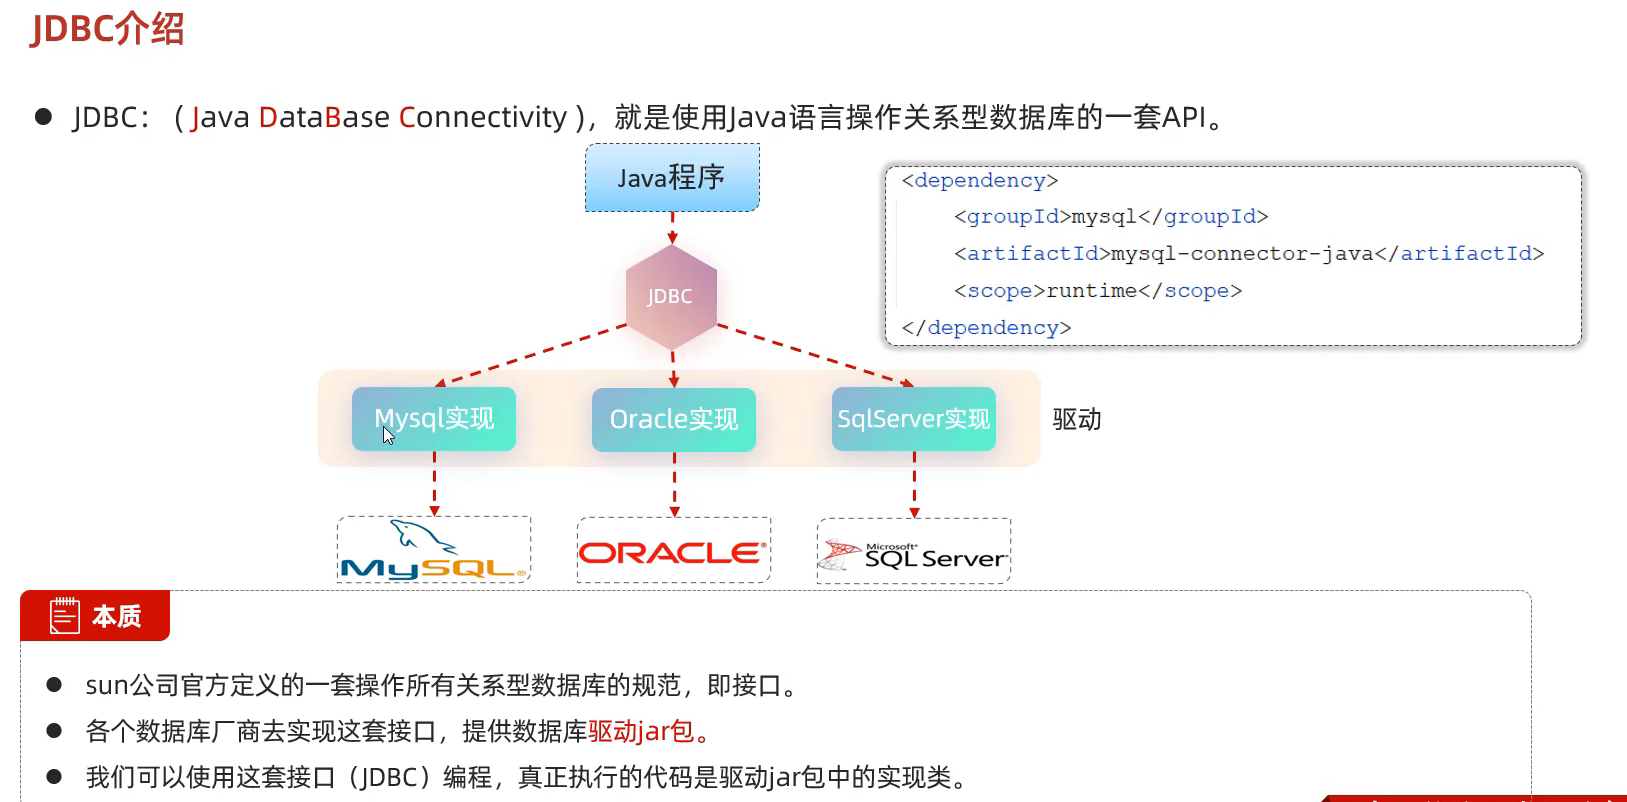 JDBC介绍
JDBC：（Java DataBase Connectivity），就是使用Java语言操作关系型数据库的一套API。
Java程序
<dependency>
<groupId>mysql</groupId>
<artifactId>mysql-connector-java</artifactId>
<scope>runtime</scope>
</dependency>
JDBC
Mysql实现
Oracle实现
SqlServer实现
驱动
MySQL®
ORACLE®
Microsoft®
SQL Server®
本质
sun公司官方定义的一套操作所有关系型数据库的规范，即接口。
各个数据库厂商去实现这套接口，提供数据库驱动jar包。
我们可以使用这套接口（JDBC）编程，真正执行的代码是驱动jar包中的实现类。